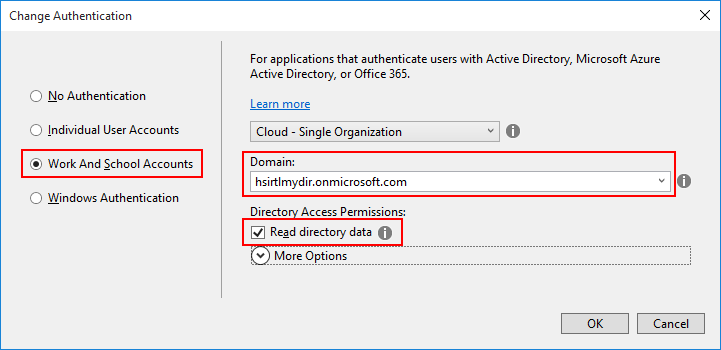 Change Authentication
No Authentication
Individual User Accounts
Work And School Accounts
Windows Authentication
For applications that authenticate users with Active Directory, Microsoft Azure
Active Directory, or Office 365.
Learn more
Cloud - Single Organization
Domain:
hsirtlmydir.onmicrosoft.com
Directory Access Permissions:
Read directory data
More Options
OK
Cancel